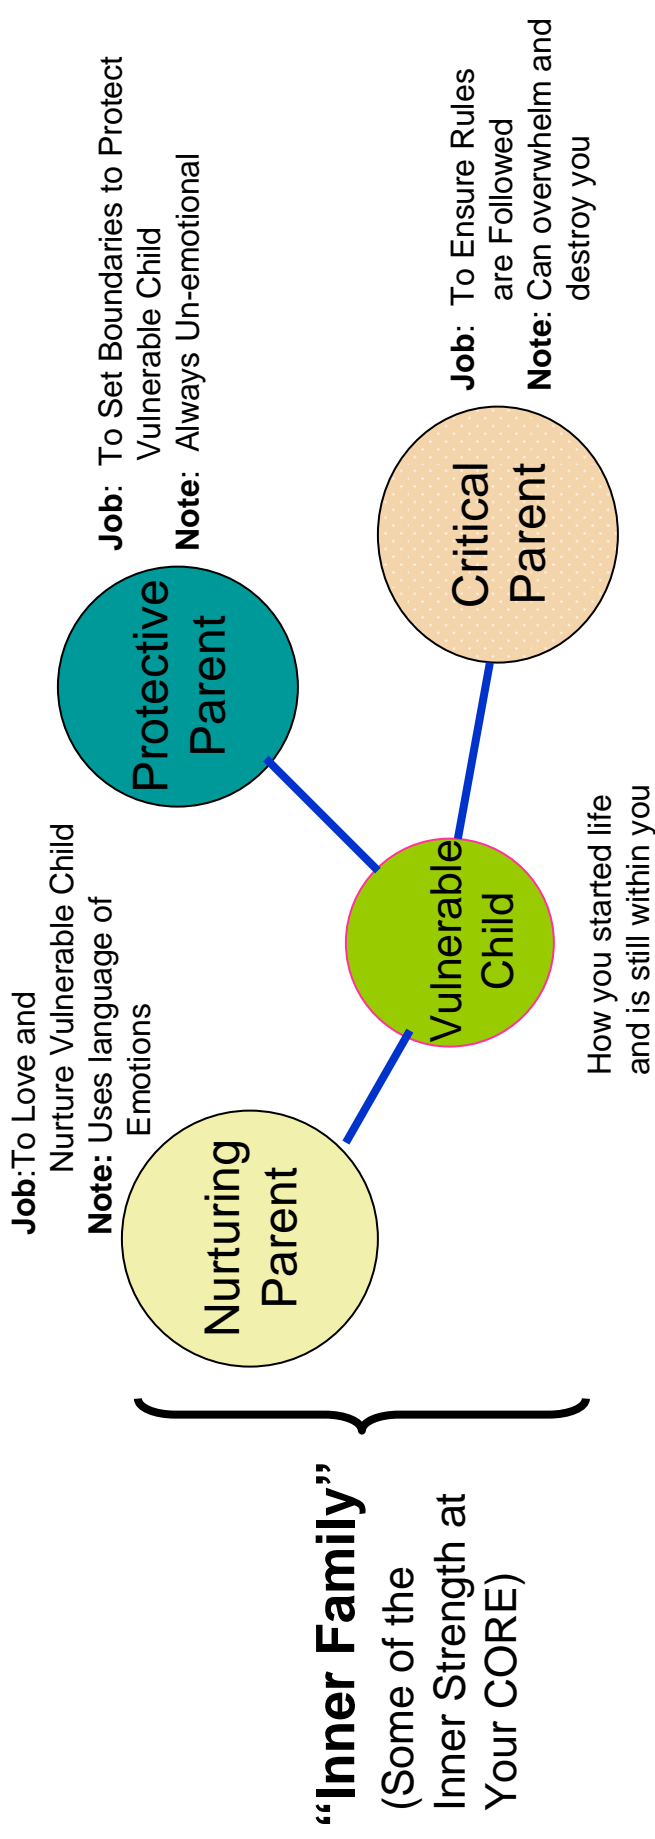 “Inner Family”
(Some of the
Inner Strength at
Your CORE)
Job:To Love and
Nurture Vulnerable Child
Note: Uses language of
Emotions
Nurturing
Parent
Job: To Set Boundaries to Protect
Vulnerable Child
Note: Always Un-emotional
Protective
Parent
Vulnerable
Child
How you started life
and is still within you
Job: To Ensure Rules
are Followed
Note: Can overwhelm and
destroy you
Critical
Parent